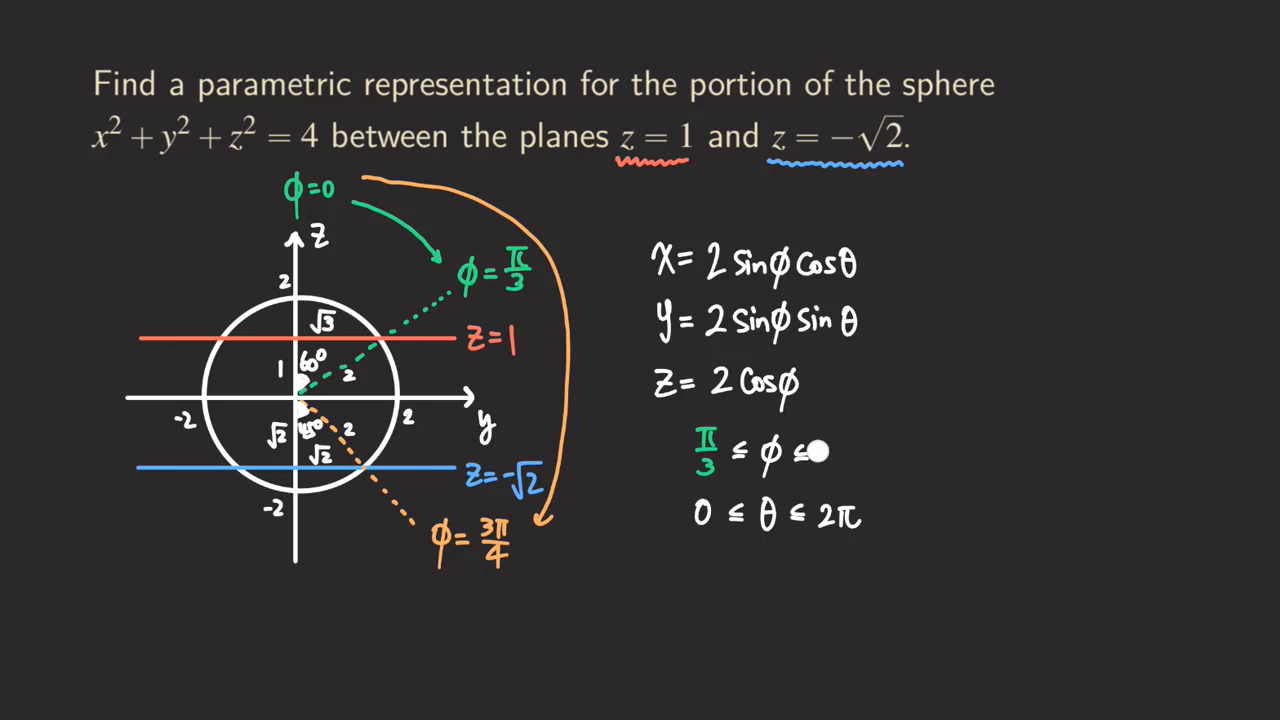 Find a parametric representation for the portion of the sphere
x² + y² + z² = 4 between the planes z = 1 and z = −√2.
ϕ=0
z
2
ϕ = π/3
√3
z=1
1 60° 2
-2 2 y
√2 45° 2
√2
z=-√2
-2
ϕ = 3π/4
x = 2 sinϕ cosθ
y = 2 sinϕ sin θ
z = 2 cosϕ
π/3 ≤ ϕ ≤
0 ≤ θ ≤ 2π